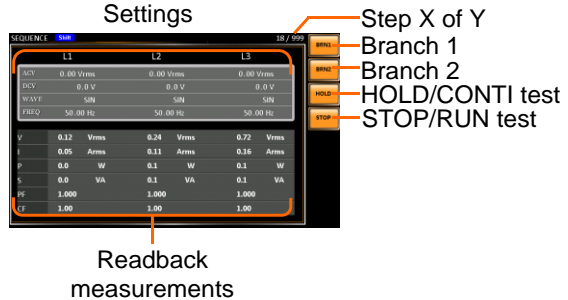 Settings
Step X of Y
SEQUENCE Shift 18 / 999
BRN1
Branch 1
L1 L2 L3
BRN2
Branch 2
ACV 0.00 Vrms 0.00 Vrms 0.00 Vrms
DCV 0.0 V 0.0 V 0.0 V
HOLD
HOLD/CONTI test
WAVE SIN SIN SIN
FREQ 50.00 Hz 50.00 Hz 50.00 Hz
STOP
STOP/RUN test
V 0.12 Vrms 0.24 Vrms 0.72 Vrms
I 0.05 Arms 0.11 Arms 0.16 Arms
P 0.0 W 0.1 W 0.1 W
S 0.0 VA 0.1 VA 0.1 VA
PF 1.000 1.000 1.000
CF 1.00 1.00 1.00
Readback
measurements